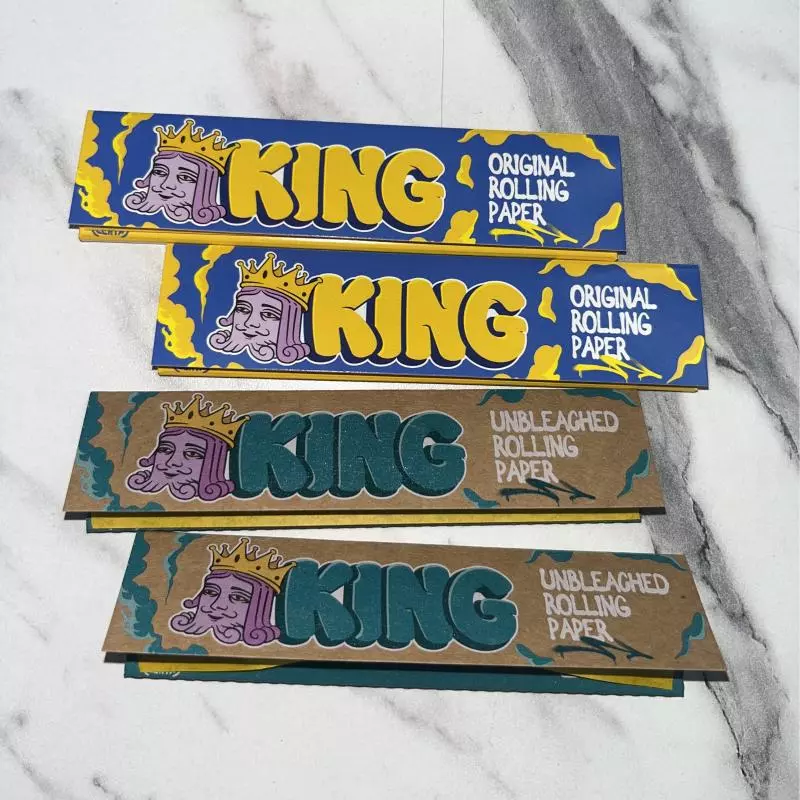 KING
ORIGINAL
ROLLING
PAPER
KING
ORIGINAL
ROLLING
PAPER
KING
UNBLEACHED
ROLLING
PAPER
KING
UNBLEACHED
ROLLING
PAPER